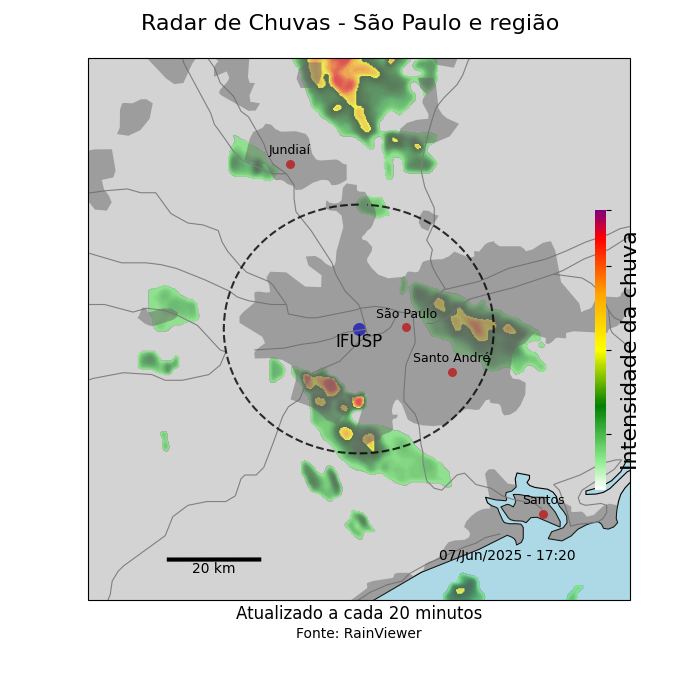 Radar de Chuvas - São Paulo e região
Jundiaí
São Paulo
IFUSP
Santo André
Intensidade da chuva
Santos
07/Jun/2025 - 17:20
20 km
Atualizado a cada 20 minutos
Fonte: RainViewer